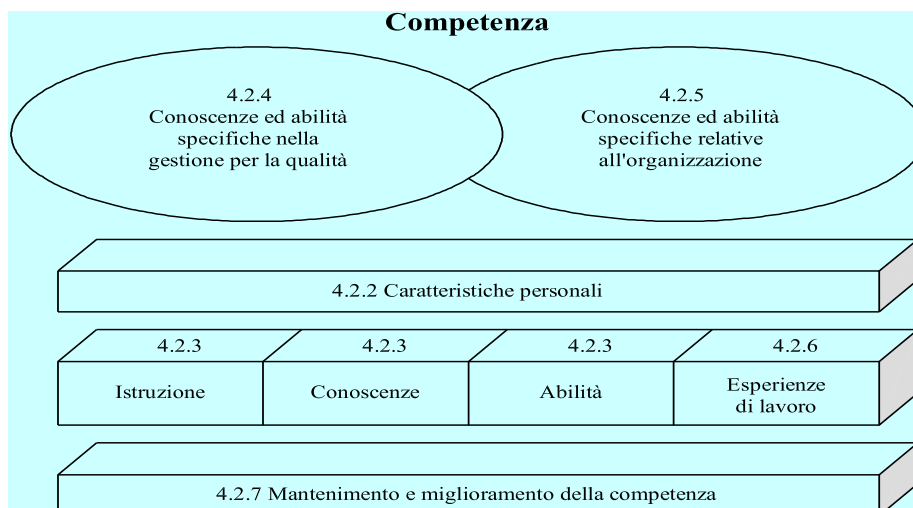 Competenza
4.2.4
Conoscenze ed abilità
specifiche nella
gestione per la qualità
4.2.5
Conoscenze ed abilità
specifiche relative
all'organizzazione
4.2.2 Caratteristiche personali
4.2.3
Istruzione
4.2.3
Conoscenze
4.2.3
Abilità
4.2.6
Esperienze
di lavoro
4.2.7 Mantenimento e miglioramento della competenza